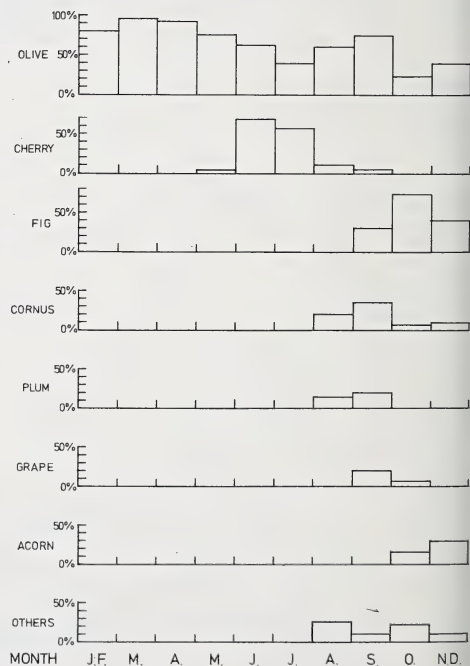 100%
OLIVE 50%
0%
50%
CHERRY
0%
50%
FIG
0%
50%
CORNUS
0%
50%
PLUM
0%
50%
GRAPE
0%
50%
ACORN
0%
50%
OTHERS
0%
MONTH J.F. M. A. M. J. J. A. S. O. N.D.